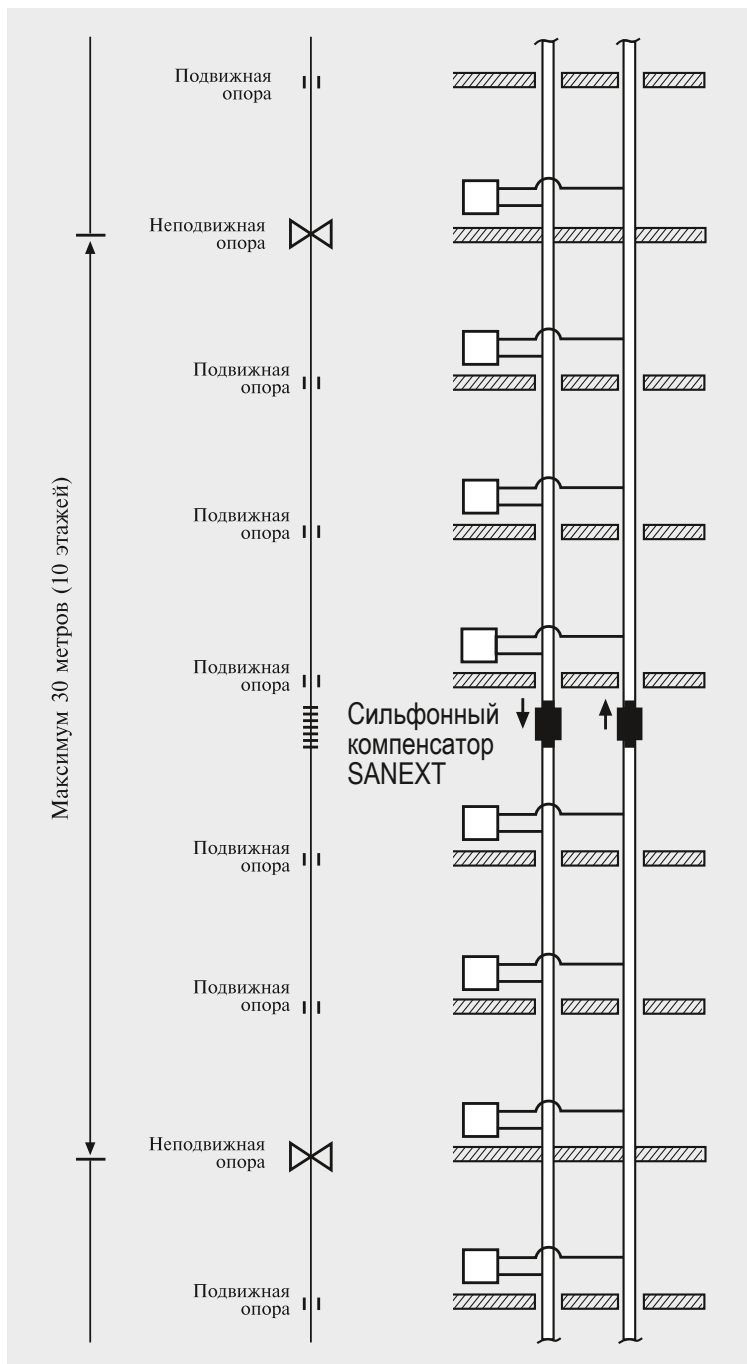 Подвижная
опора
Неподвижная
опора
Подвижная
опора
Подвижная
опора
Максимум 30 метров (10 этажей)
Подвижная
опора
Сильфонный
компенсатор
SANEXT
Подвижная
опора
Подвижная
опора
Неподвижная
опора
Подвижная
опора